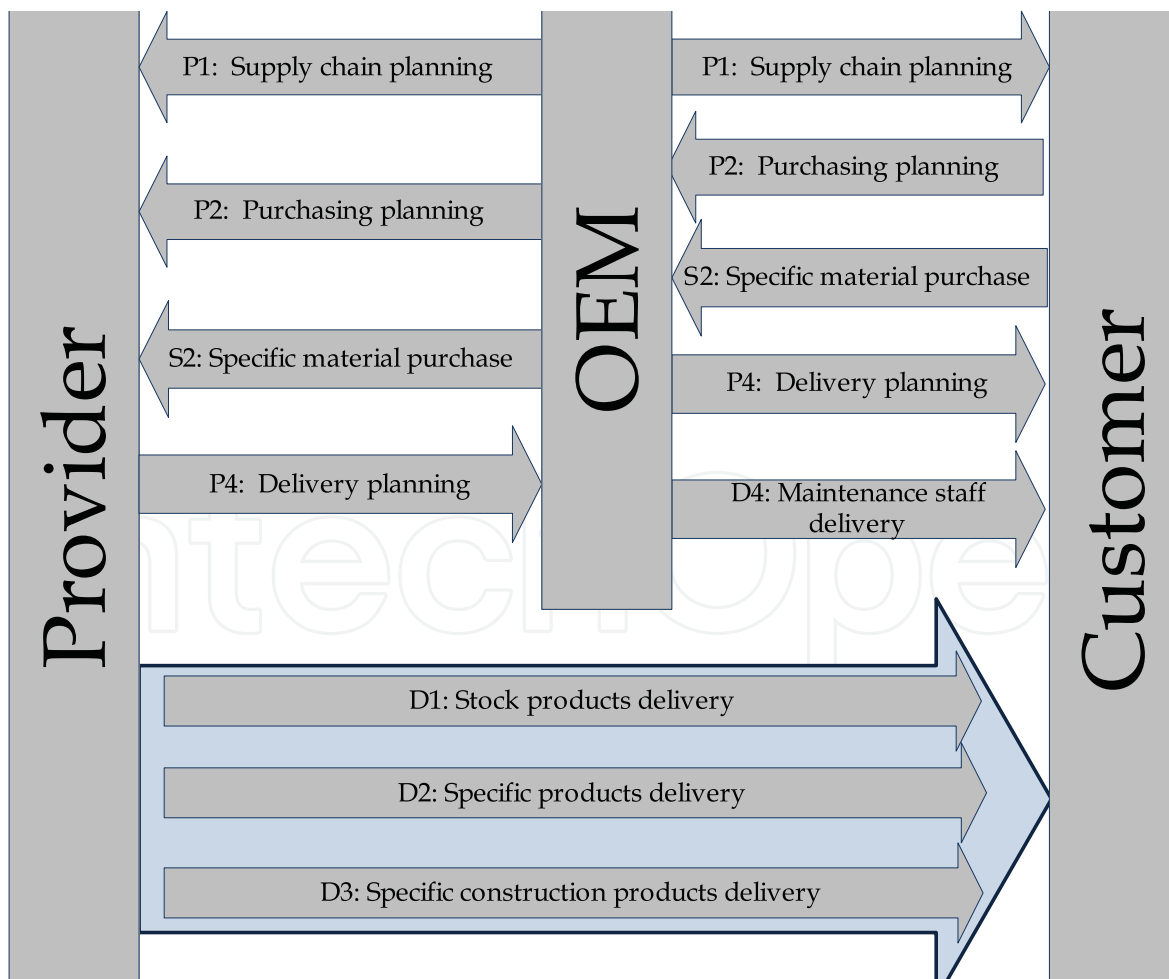 P1:  Supply chain planning
P1:  Supply chain planning
P2:  Purchasing planning
P2:  Purchasing planning
S2: Specific material purchase
S2: Specific material purchase
P4:  Delivery planning
P4:  Delivery planning
D4: Maintenance staff
delivery
Provider
OEM
Customer
D1: Stock products delivery
D2: Specific products delivery
D3: Specific construction products delivery